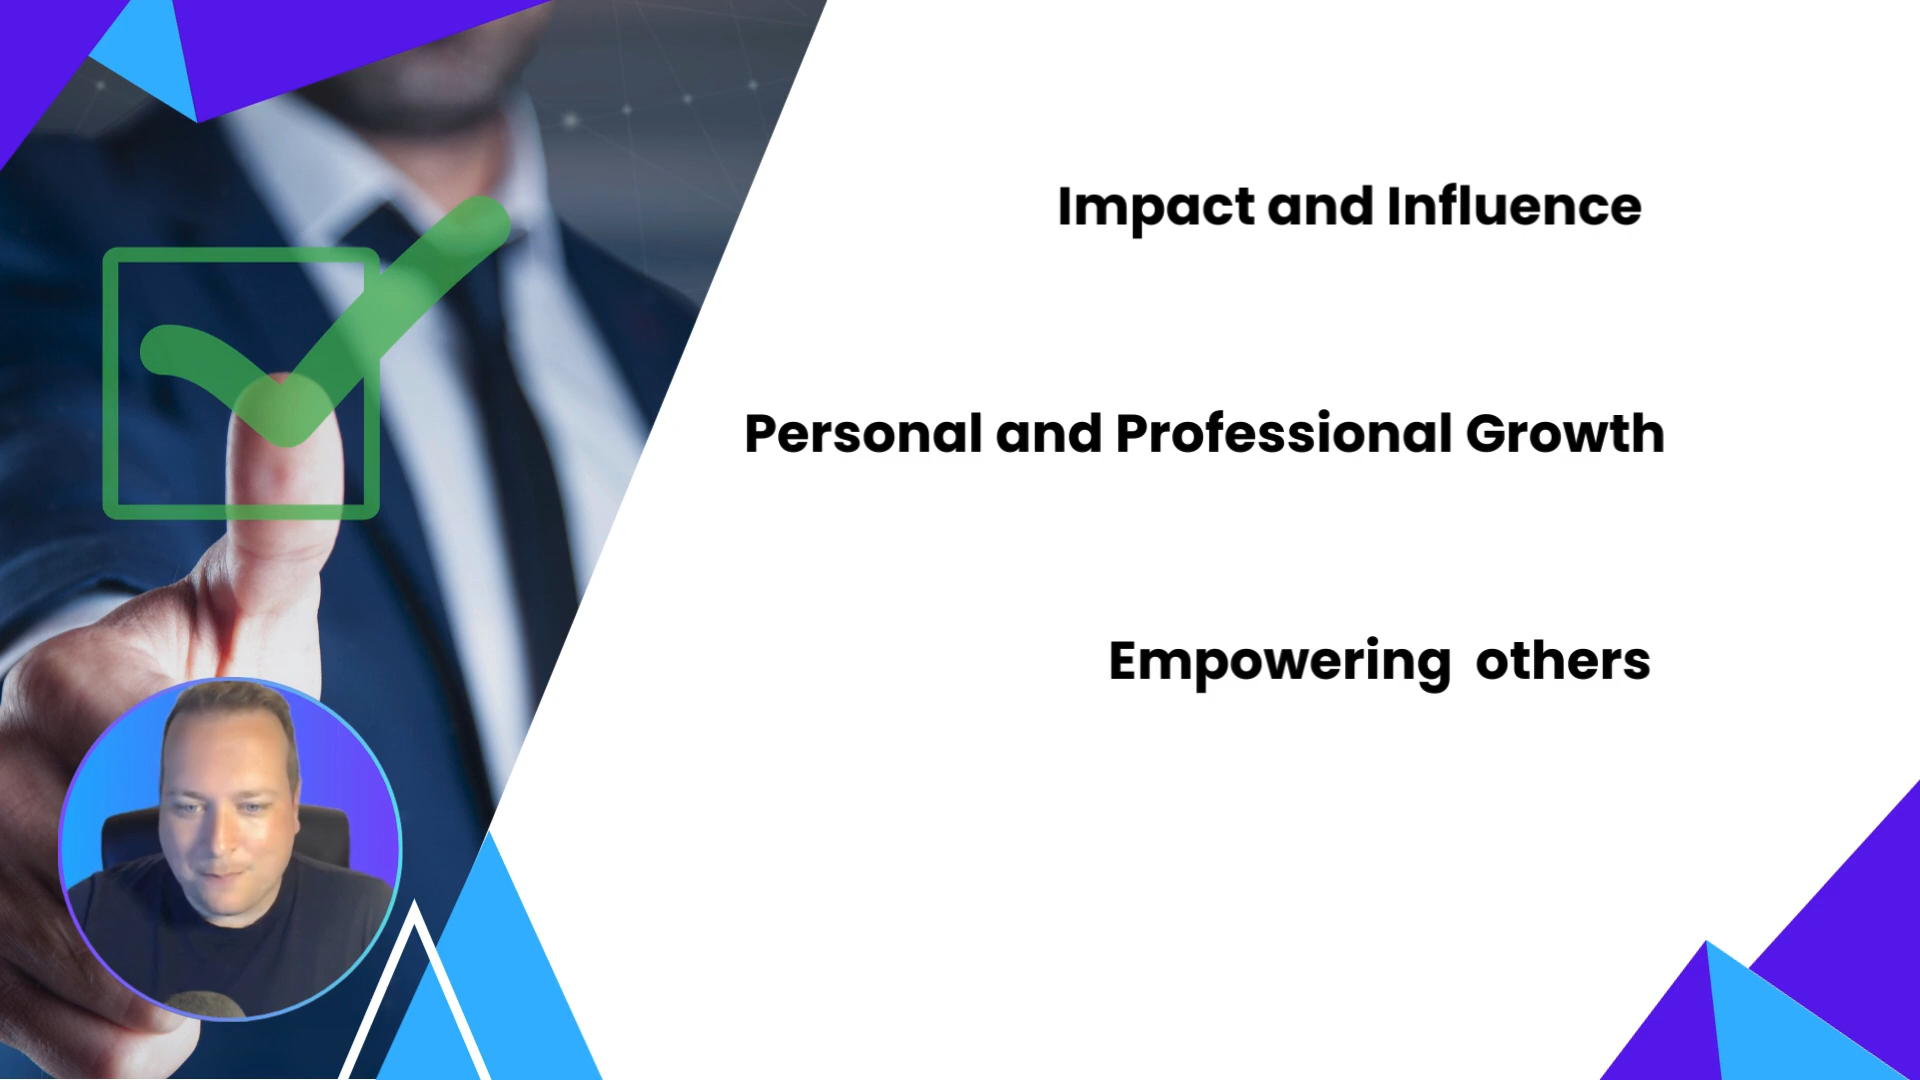 Impact and Influence
Personal and Professional Growth
Empowering others